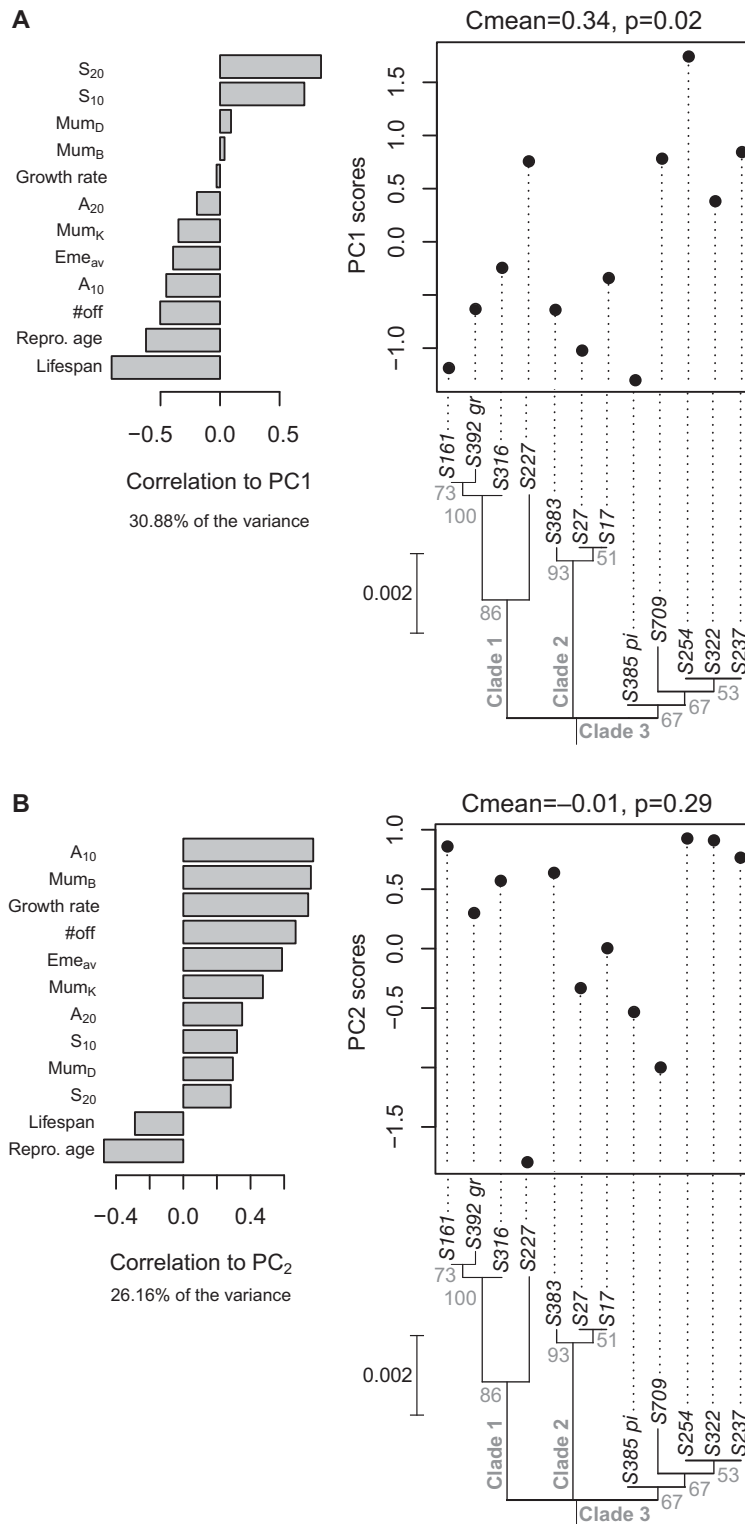 A
Cmean=0.34, p=0.02
S20
S10
MumD
MumB
Growth rate
A20
MumK
Emeav
A10
#off
Repro. age
Lifespan
−0.5 0.0 0.5
Correlation to PC1
30.88% of the variance
PC1 scores
1.5
1.0
0.5
0.0
−1.0
S161
S392 gr
S316
S227
S383
S27
S17
S385 pi
S709
S254
S322
S237
73
100
86
93
51
67
67
53
0.002
Clade 1
Clade 2
Clade 3
B
Cmean=–0.01, p=0.29
A10
MumB
Growth rate
#off
Emeav
MumK
A20
S10
MumD
S20
Lifespan
Repro. age
−0.4 0.0 0.4
Correlation to PC2
26.16% of the variance
PC2 scores
1.0
0.5
0.0
−0.5
−1.5
S161
S392 gr
S316
S227
S383
S27
S17
S385 pi
S709
S254
S322
S237
73
100
86
93
51
67
67
53
0.002
Clade 1
Clade 2
Clade 3